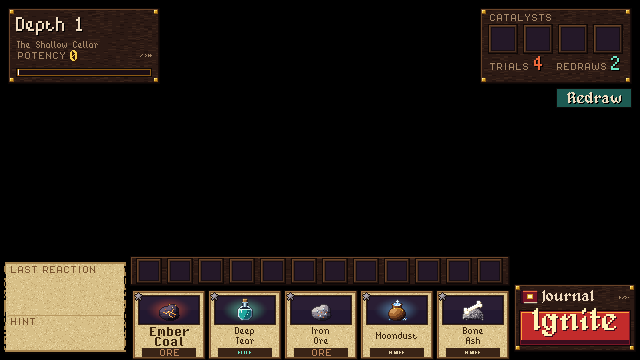 Depth 1
The Shallow Cellar
POTENCY 0
CATALYSTS
TRIALS 4 REDRAWS 2
Redraw
LAST REACTION
HINT
Ember Coal
ORE
Deep Tear
Iron Ore
ORE
Moondust
Bone Ash
Journal
Ignite